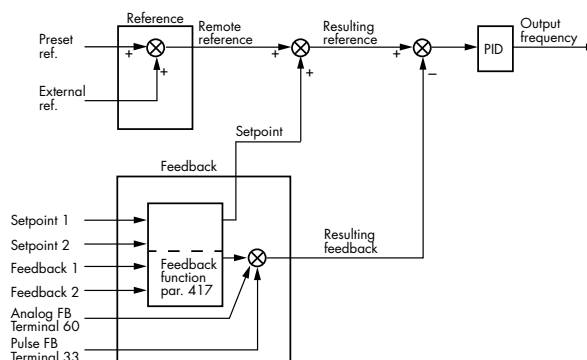 Reference
Preset
ref.
+
+
External
ref.
Remote
reference
+
+
Resulting
reference
+
−
PID
Output
frequency
Setpoint
Feedback
Setpoint 1
Setpoint 2
Feedback 1
Feedback 2
Feedback
function
par. 417
Analog FB
Terminal 60
Pulse FB
Terminal 33
Resulting
feedback